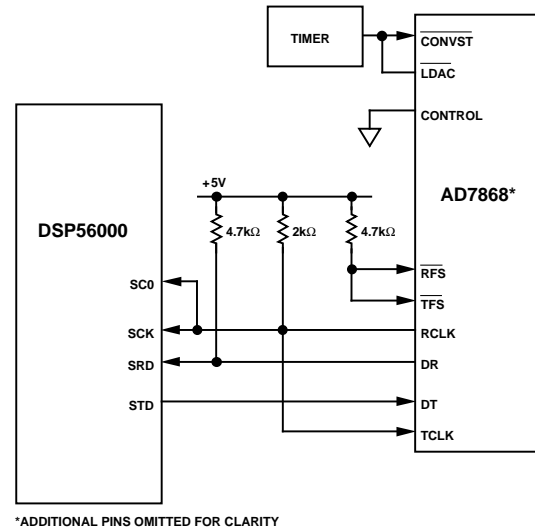 TIMER
CONVST
LDAC
CONTROL
+5V
AD7868*
DSP56000
4.7kΩ
2kΩ
4.7kΩ
SC0
RFS
TFS
SCK
RCLK
SRD
DR
STD
DT
TCLK
*ADDITIONAL PINS OMITTED FOR CLARITY